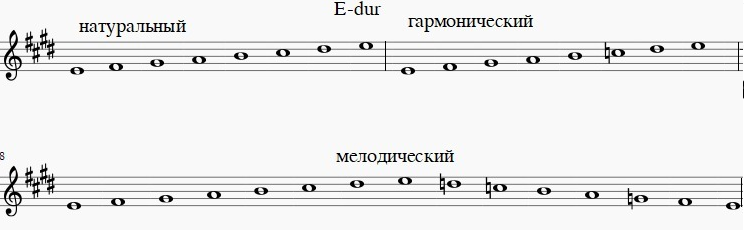 E-dur
натуральный
гармонический
8
мелодический